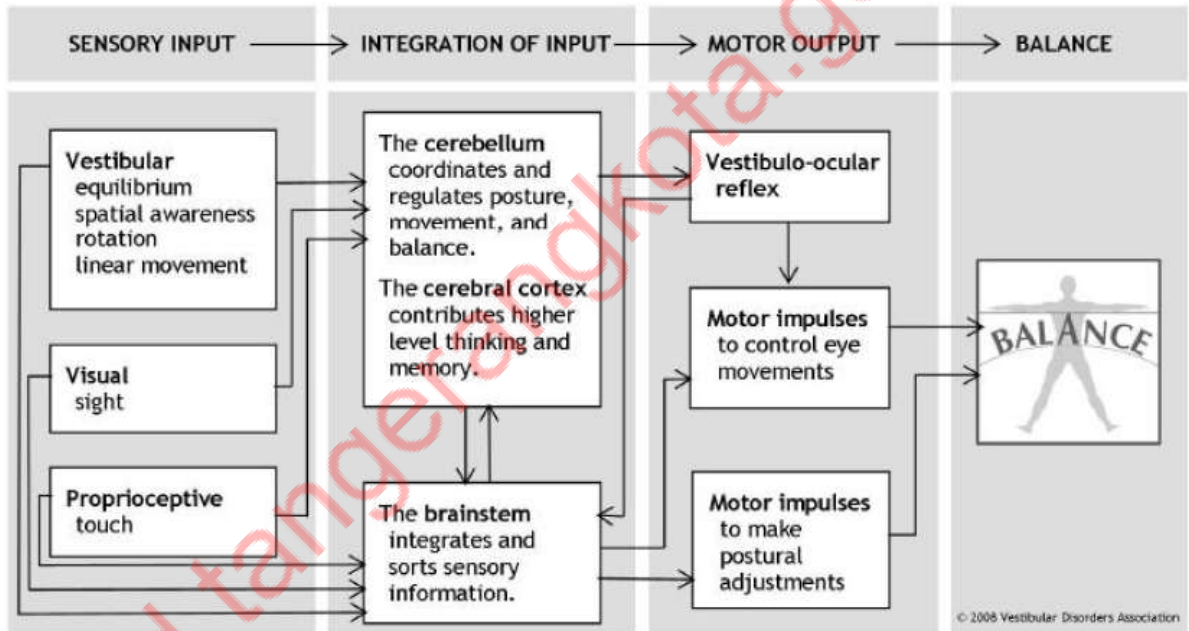 SENSORY INPUT
INTEGRATION OF INPUT
MOTOR OUTPUT
BALANCE
Vestibular
equilibrium
spatial awareness
rotation
linear movement
Visual
sight
Proprioceptive
touch
The cerebellum
coordinates and
regulates posture,
movement, and
balance.
The cerebral cortex
contributes higher
level thinking and
memory.
The brainstem
integrates and
sorts sensory
information.
Vestibulo-ocular
reflex
Motor impulses
to control eye
movements
Motor impulses
to make
postural
adjustments
BALANCE
© 2008 Vestibular Disorders Association
tangerangkota.g